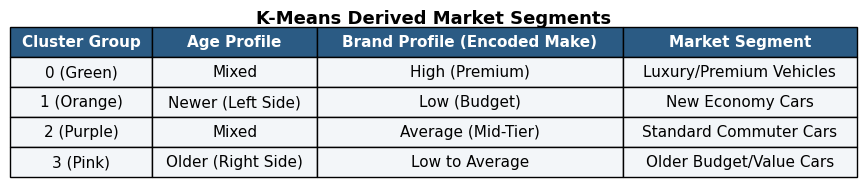 K-Means Derived Market Segments
Cluster Group Age Profile Brand Profile (Encoded Make) Market Segment
0 (Green) Mixed High (Premium) Luxury/Premium Vehicles
1 (Orange) Newer (Left Side) Low (Budget) New Economy Cars
2 (Purple) Mixed Average (Mid-Tier) Standard Commuter Cars
3 (Pink) Older (Right Side) Low to Average Older Budget/Value Cars